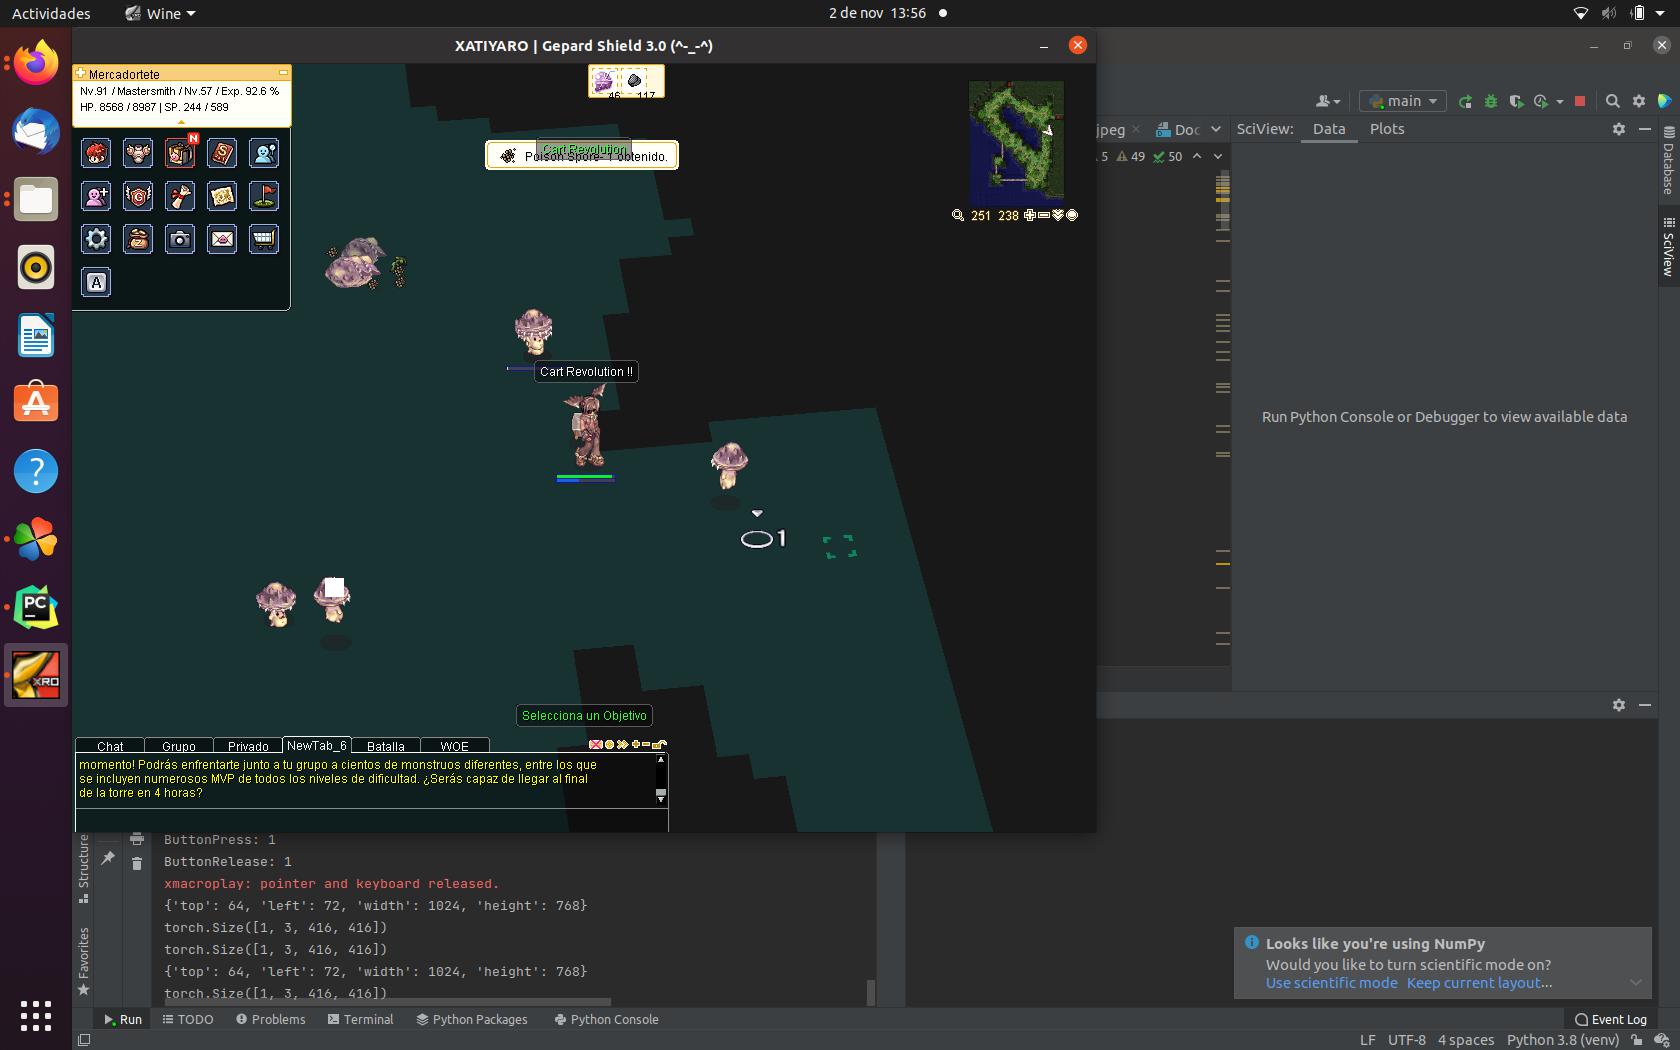 Actividades
Wine
2 de nov 13:56
XATIYARO | Gepard Shield 3.0 (^-_-^)
Mercadortete
Nv.91 / Mastersmith / Nv.57 / Exp. 92.6 %
HP. 8568 / 8987 | SP. 244 / 589
N
A
46
117
Cart Revolution
Poison Spore- 1 obtenido.
251 238
Cart Revolution !!
1
Selecciona un Objetivo
Chat
Grupo
Privado
NewTab_6
Batalla
WOE
momento! Podrás enfrentarte junto a tu grupo a cientos de monstruos diferentes, entre los que
se incluyen numerosos MVP de todos los niveles de dificultad. ¿Serás capaz de llegar al final
de la torre en 4 horas?
XRO
PC
main
jpeg
Doc
SciView:
Data
Plots
5
49
50
Database
SciView
Run Python Console or Debugger to view available data
Structure
Favorites
ButtonPress: 1
ButtonRelease: 1
xmacroplay: pointer and keyboard released.
{'top': 64, 'left': 72, 'width': 1024, 'height': 768}
torch.Size([1, 3, 416, 416])
torch.Size([1, 3, 416, 416])
{'top': 64, 'left': 72, 'width': 1024, 'height': 768}
torch.Size([1, 3, 416, 416])
Looks like you're using NumPy
Would you like to turn scientific mode on?
Use scientific mode
Keep current layout...
Run
TODO
Problems
Terminal
Python Packages
Python Console
Event Log
LF
UTF-8
4 spaces
Python 3.8 (venv)